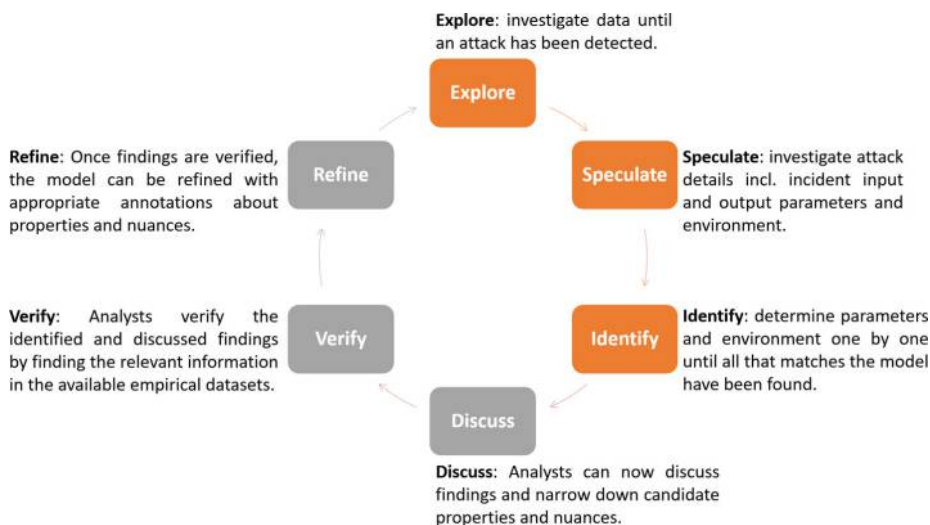 Explore: investigate data until
an attack has been detected.
Explore
Refine: Once findings are verified,
the model can be refined with
appropriate annotations about
properties and nuances.
Refine
Speculate
Speculate: investigate attack
details incl. incident input
and output parameters and
environment.
Verify: Analysts verify the
identified and discussed findings
by finding the relevant information
in the available empirical datasets.
Verify
Identify
Identify: determine parameters
and environment one by one
until all that matches the model
have been found.
Discuss
Discuss: Analysts can now discuss
findings and narrow down candidate
properties and nuances.